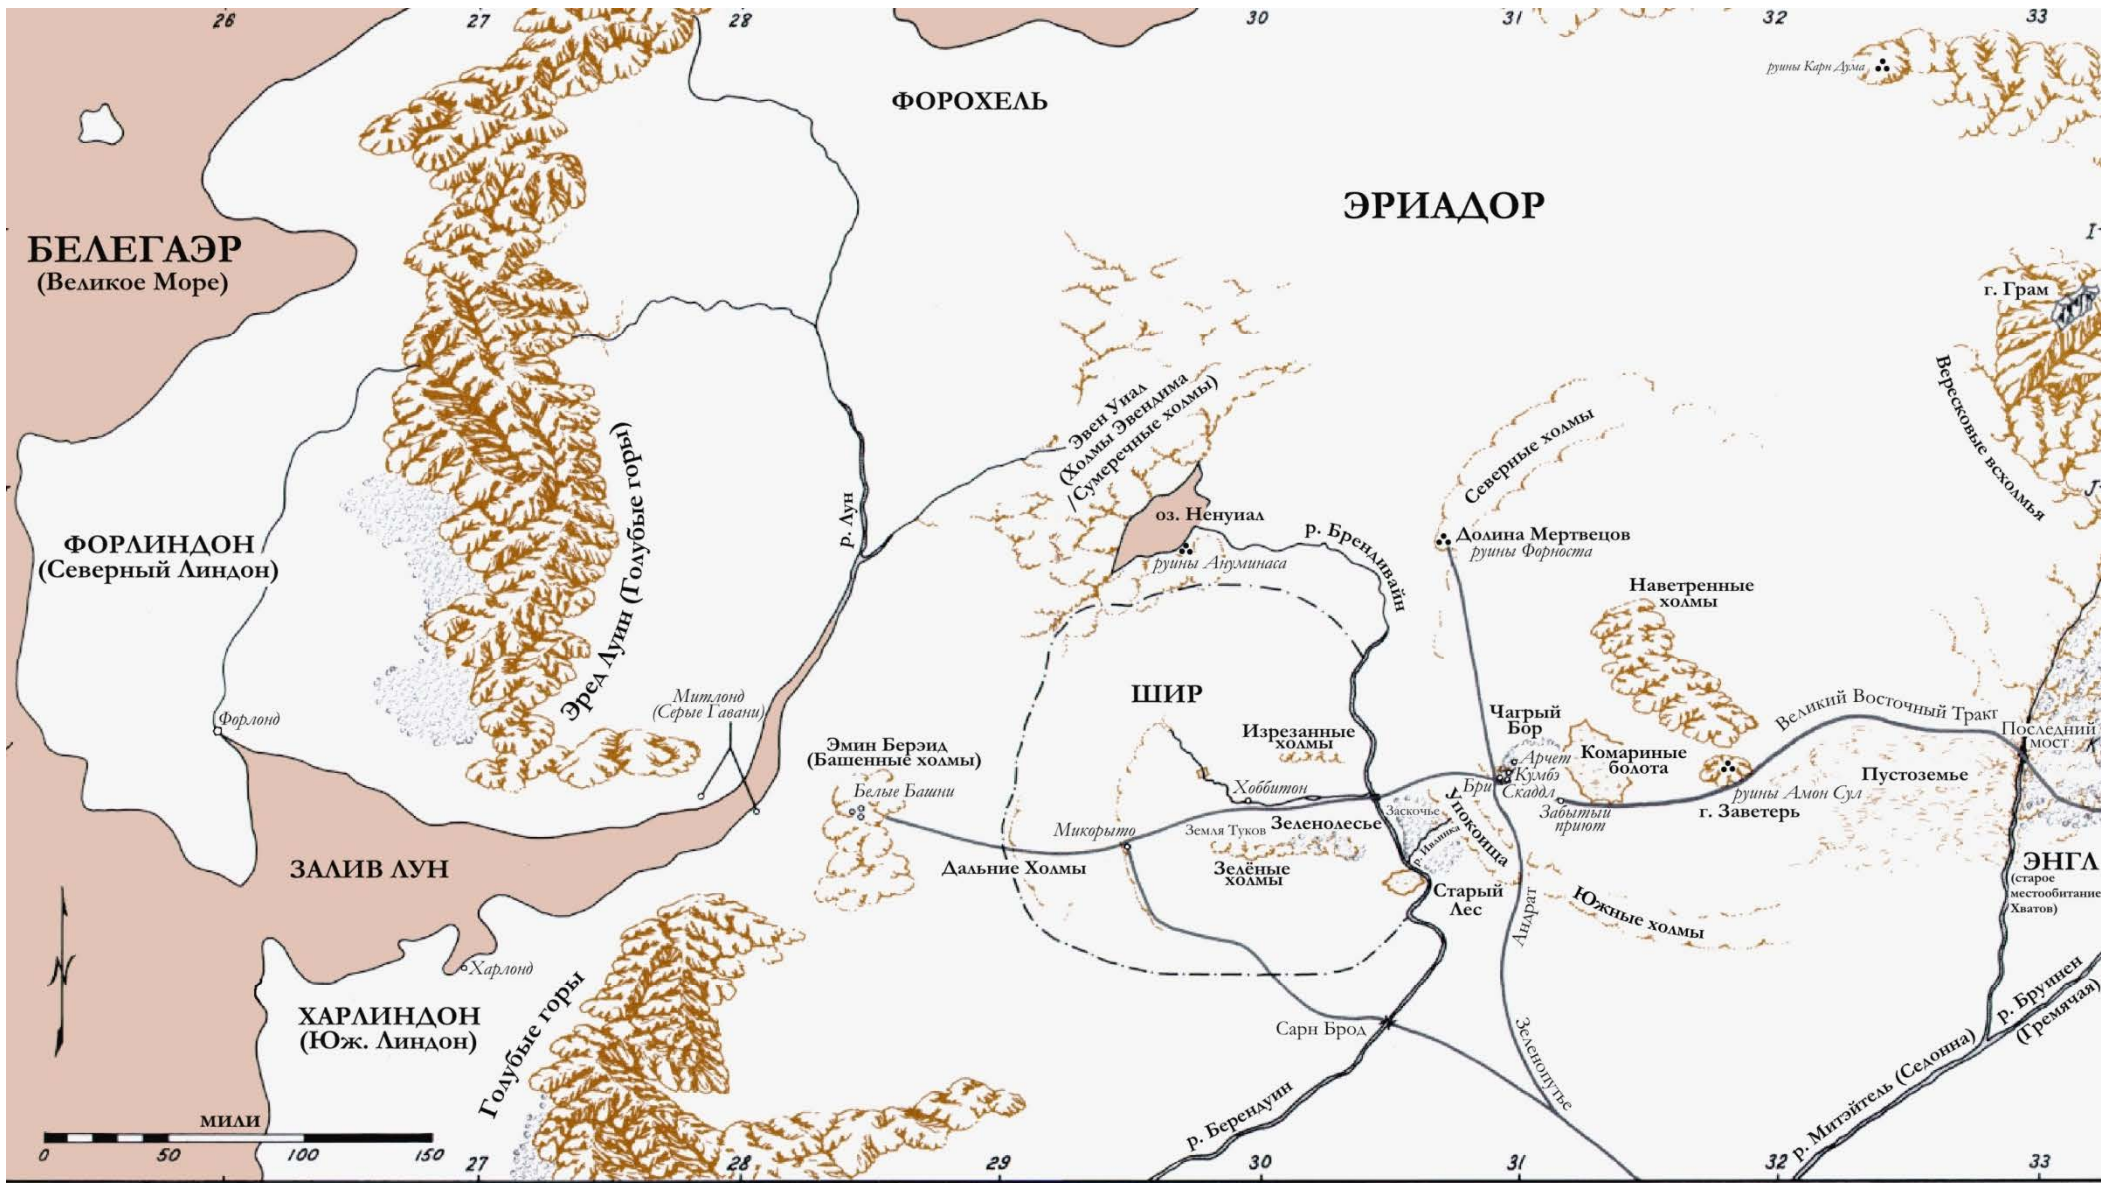 26
27
28
30
31
32
33
руины Карн Дума
ФОРОХЕЛЬ
ЭРИАДОР
БЕЛЕГАЭР
(Великое Море)
I
г. Грам
Вересковые всхолмья
J
Эвен Уиал
(Холмы Эвендима
/Сумеречные холмы)
Северные холмы
Эред Луин (Голубые горы)
р. Лун
оз. Ненуиал
руины Ануминаса
р. Брендивайн
Долина Мертвецов
руины Форноста
ФОРЛИНДОН
(Северный Линдон)
Наветренные
холмы
ШИР
Митлонд
(Серые Гавани)
Форлонд
Эмин Берэид
(Башенные холмы)
Белые Башни
Изрезанные
холмы
Чагрый
Бор
Арчет
Кумбэ
Бри
Скаддл
Комариные
болота
Великий Восточный Тракт
Последний
мост
Пустоземье
руины Амон Сул
г. Заветерь
Забытый
приют
Хоббитон
Микорыто
Земля Туков
Зеленолесье
Заскочье
р. Ивлинка
Упокоища
Дальние Холмы
Зелёные
холмы
Старый
Лес
ЗАЛИВ ЛУН
ЭНГЛ
(старое
местообитание
Хватов)
Южные холмы
Андрат
N
Харлонд
ХАРЛИНДОН
(Юж. Линдон)
Голубые горы
Сарн Брод
Зеленопутье
р. Бруинен
(Гремячая)
р. Митэйтель (Седонна)
р. Берендуин
МИЛИ
0
50
100
150
27
28
29
30
31
32
33